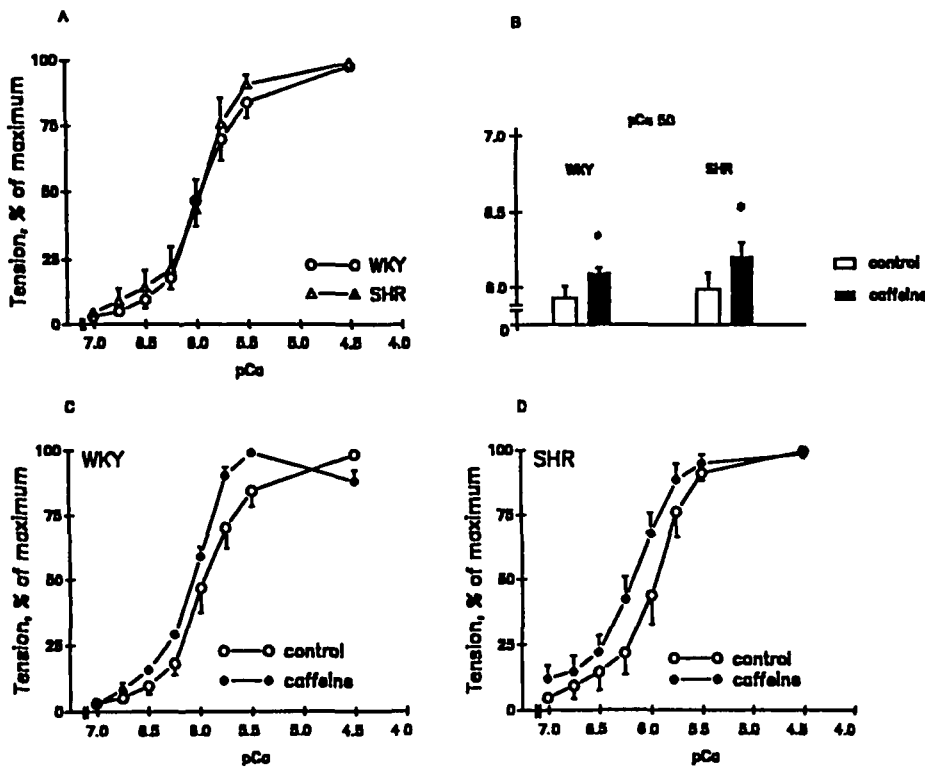 A
100
75
50
25
0
Tension, % of maximum
WKY
SHR
7.0 6.5 6.0 5.5 5.0 4.5 4.0
pCa
B
pCa 50
7.0
6.5
6.0
0
WKY
SHR
*
*
control
caffeine
C
WKY
100
75
50
25
0
Tension, % of maximum
control
caffeine
7.0 6.5 6.0 5.5 5.0 4.5 4.0
pCa
D
SHR
100
75
50
25
0
Tension, % of maximum
control
caffeine
7.0 6.5 6.0 5.5 5.0 4.5 4.0
pCa